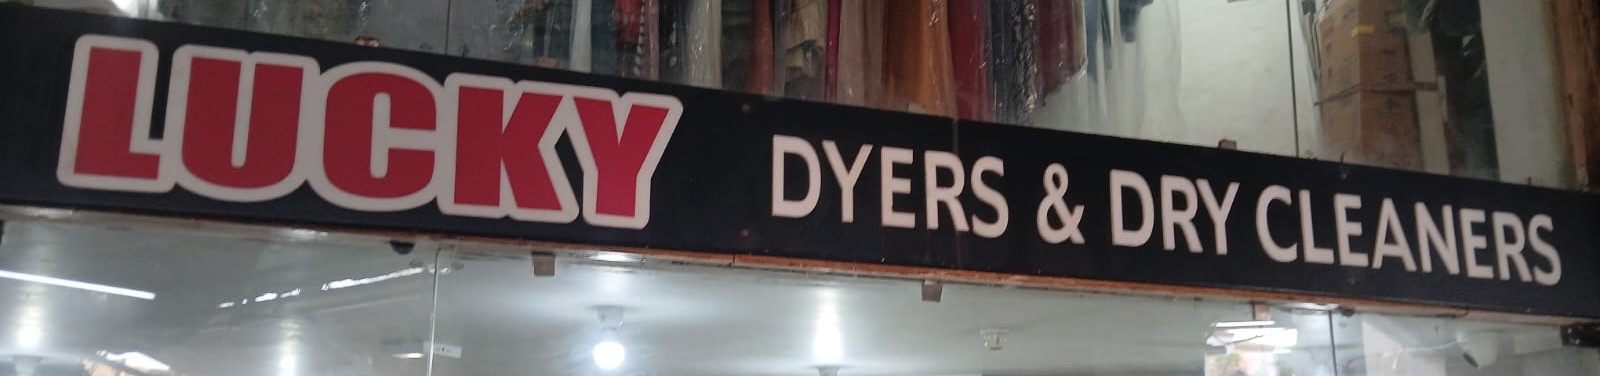 LUCKY DYERS & DRY CLEANERS